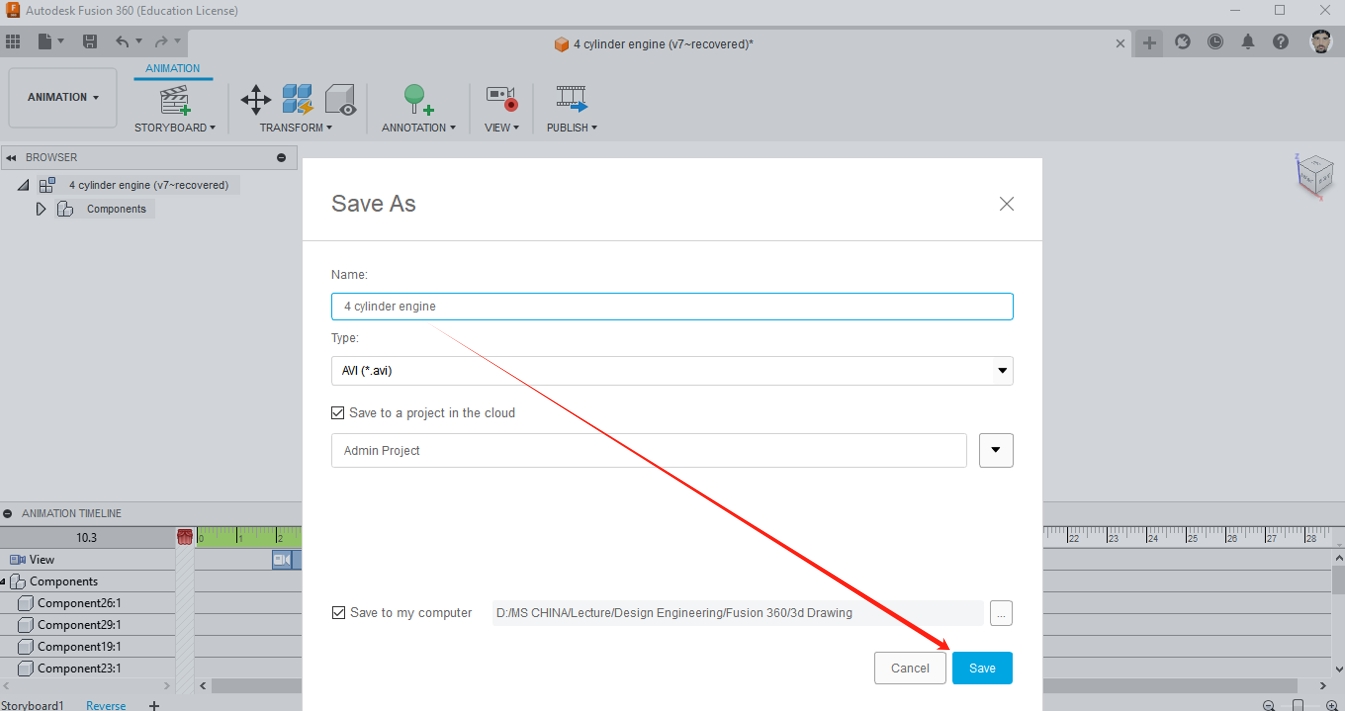 Autodesk Fusion 360 (Education License)
4 cylinder engine (v7~recovered)*
ANIMATION
ANIMATION
STORYBOARD
TRANSFORM
ANNOTATION
VIEW
PUBLISH
BROWSER
4 cylinder engine (v7~recovered)
Components
Save As
Name:
4 cylinder engine
Type:
AVI (*.avi)
Save to a project in the cloud
Admin Project
Save to my computer
D:/MS CHINA/Lecture/Design Engineering/Fusion 360/3d Drawing
...
Cancel
Save
ANIMATION TIMELINE
10.3
0 1 2 22 23 24 25 26 27 28
View
Components
Component26:1
Component29:1
Component19:1
Component23:1
Storyboard1 Reverse +